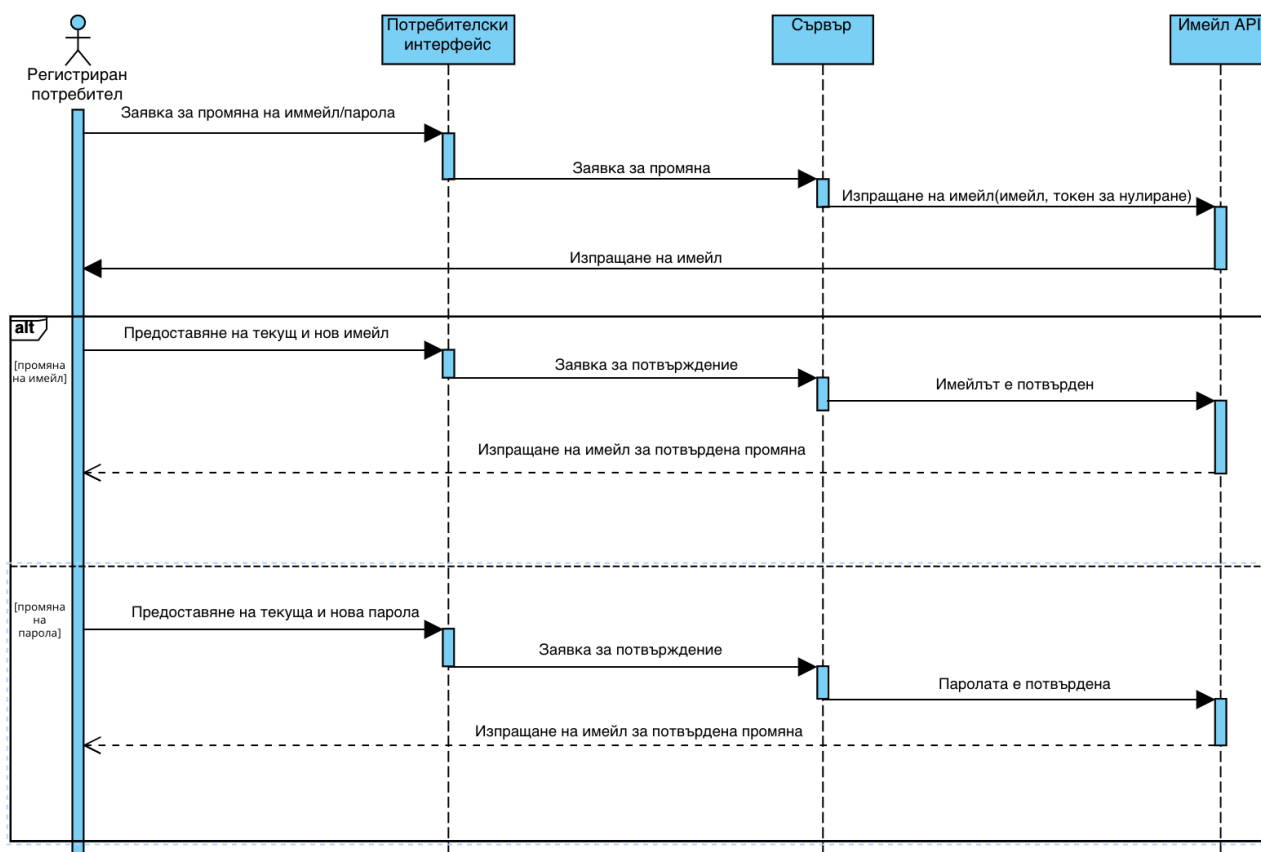 Регистриран
потребител
Потребителски
интерфейс
Сървър
Имейл API
Заявка за промяна на иммейл/парола
Заявка за промяна
Изпращане на имейл(имейл, токен за нулиране)
Изпращане на имейл
alt
[промяна
на имейл]
Предоставяне на текущ и нов имейл
Заявка за потвърждение
Имейлът е потвърден
Изпращане на имейл за потвърдена промяна
[промяна
на
парола]
Предоставяне на текуща и нова парола
Заявка за потвърждение
Паролата е потвърдена
Изпращане на имейл за потвърдена промяна